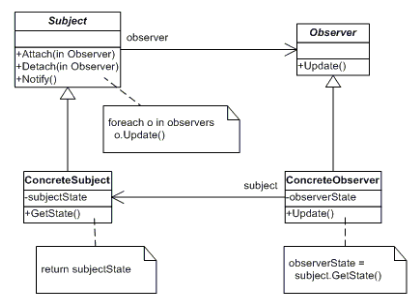 Subject
+Attach(in Observer)
+Detach(in Observer)
+Notify()
observer
Observer
+Update()
foreach o in observers
o.Update()
ConcreteSubject
-subjectState
+GetState()
subject
ConcreteObserver
-observerState
+Update()
return subjectState
observerState =
subject.GetState()